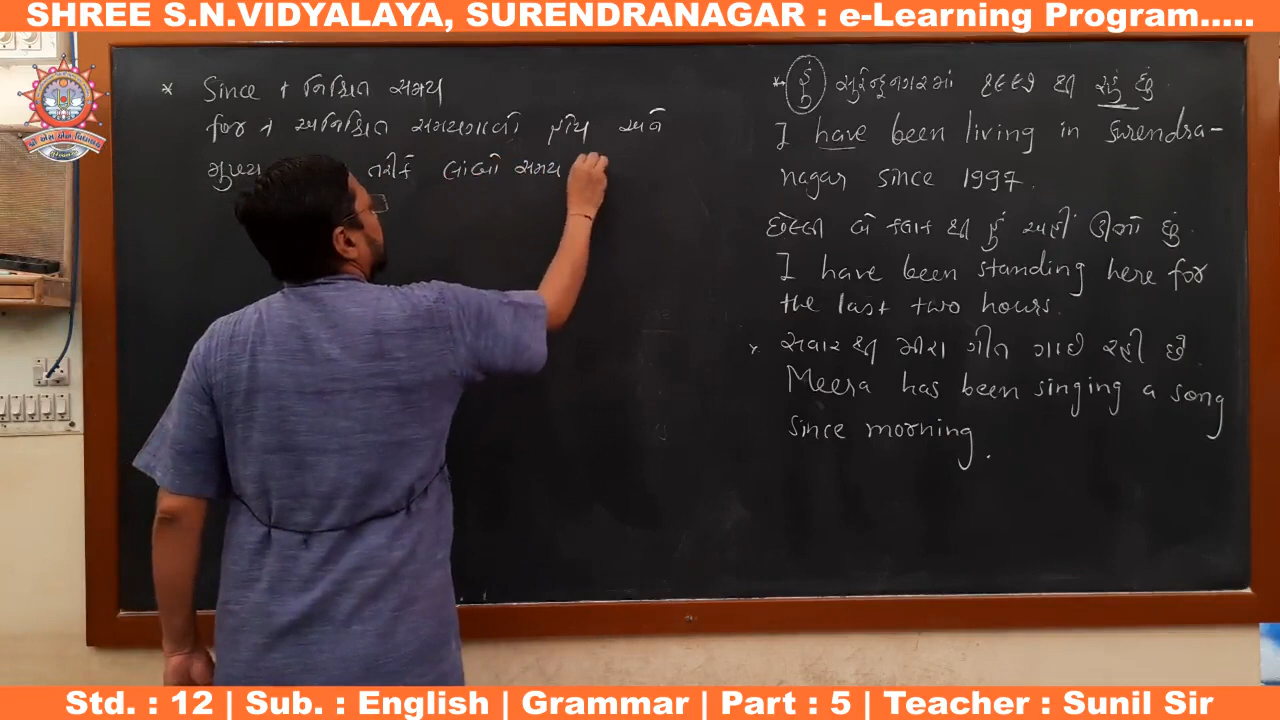 SHREE S.N.VIDYALAYA, SURENDRANAGAR : e-Learning Program.....
* Since + નિશ્ચિત સમય
for + અનિશ્ચિત સમયગાળો હોય અને
તરીકે લાંબો સમય
હું સુરેન્દ્રનગરમાં ૧૯૯૭ થી રહું છું.
I have been living in Surendra-
nagar since 1997.
છેલ્લા બે કલાક થી હું અહીં ઊભો છું.
I have been standing here for
the last two hours.
સવાર થી મીરા ગીત ગાઈ રહી છે.
Meera has been singing a song
since morning.
Std. : 12 | Sub. : English | Grammar | Part : 5 | Teacher : Sunil Sir